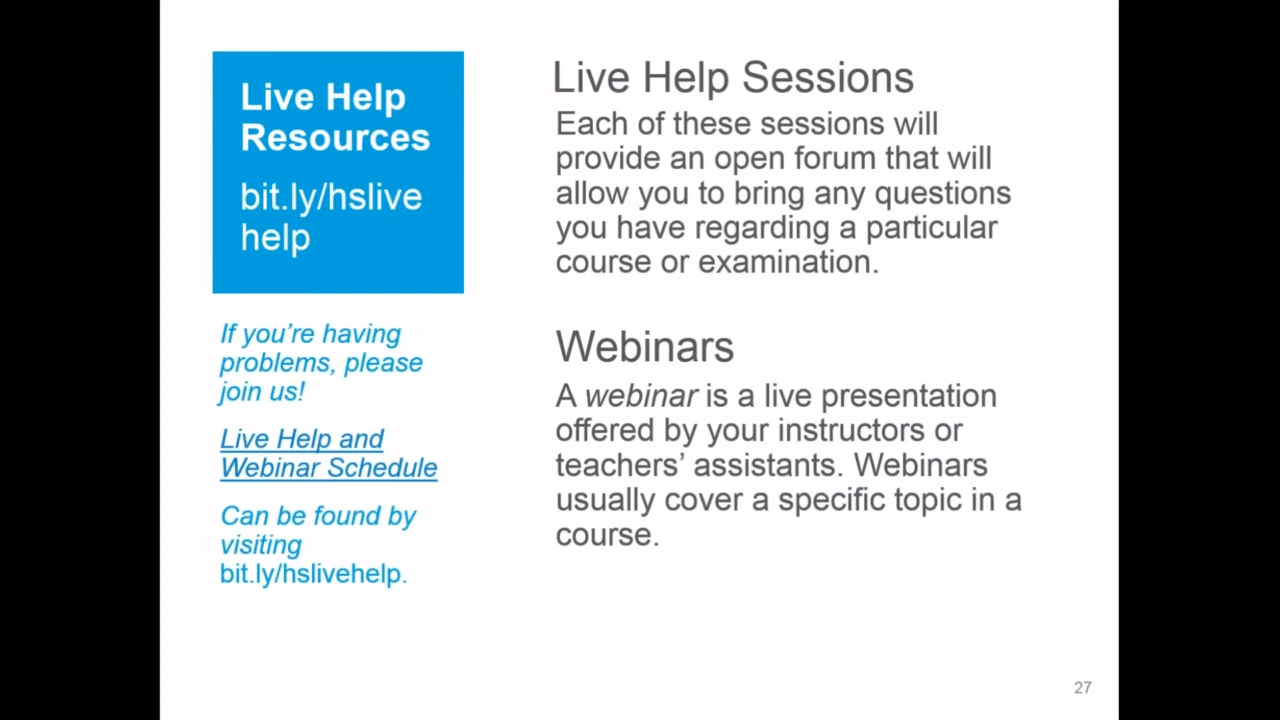 Live Help
Resources
bit.ly/hslive
help
If you’re having
problems, please
join us!
Live Help and
Webinar Schedule
Can be found by
visiting
bit.ly/hslivehelp.
Live Help Sessions
Each of these sessions will
provide an open forum that will
allow you to bring any questions
you have regarding a particular
course or examination.
Webinars
A webinar is a live presentation
offered by your instructors or
teachers’ assistants. Webinars
usually cover a specific topic in a
course.
27